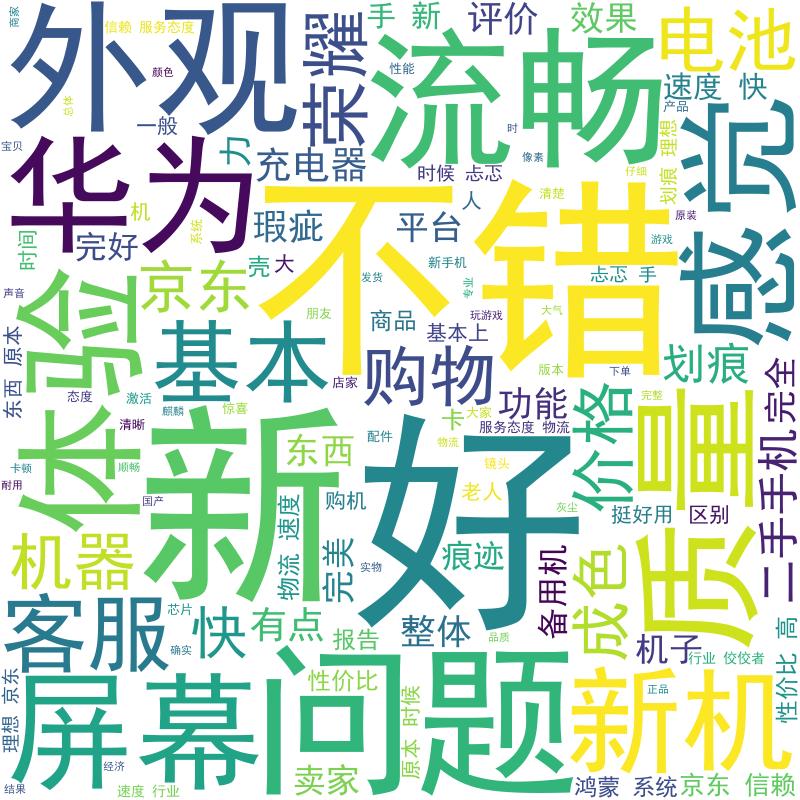 商家
信赖 服务态度
外观
荣耀
手 新
评价
效果
电池
颜色
流畅
性能
速度 快
总体
一般
产品
感觉
宝贝
华为
力
充电器
时
像素
理想
划痕
时候 忐忑
仔细
不错
机
瑕疵
平台
人
清楚
原装
完好
系统
游戏
时间
京东
壳
大
发货
新手机
专业
忐忑 手
声音
体验
朋友
玩游戏
大气
商品
基本上
版本
东西 原本
基本
购物
店家
划痕
下单
态度
激活
麒麟
惊喜
功能
价格
完整
质量
二手手机
完全
清晰
卡
大家
服务态度 物流
新
好
东西
配件
物流
卡顿
顺畅
镜头
耐用
国产
老人
物流 速度
购机
灰尘
挺好用
区别
机器
完美
痕迹
实物
备用机
成色
客服
芯片
快
有点
报告
整体
品质
机子
高
确实
行业 佼佼者
性价比
理想 京东
屏幕
问题
性价比
原本 时候
新机
正品
经济
卖家
结果
速度 行业
鸿蒙 系统
京东 信赖